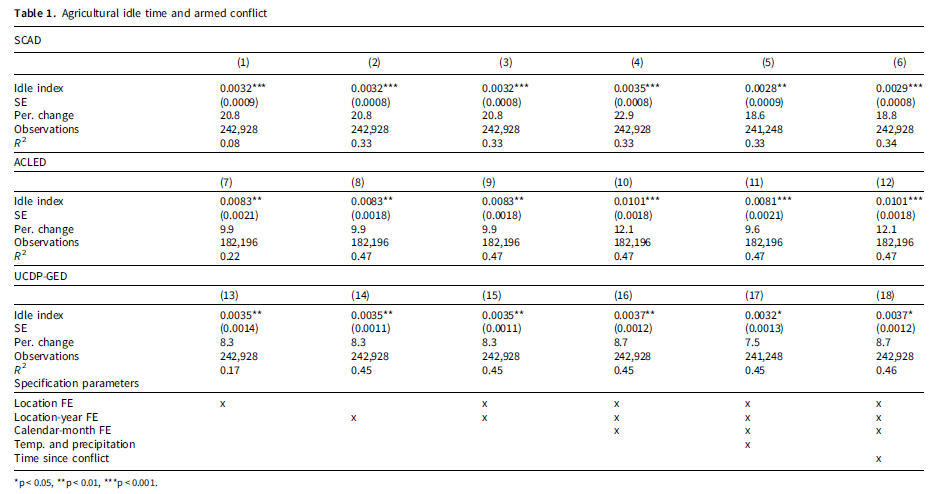 Table 1. Agricultural idle time and armed conflict
SCAD
(1) (2) (3) (4) (5) (6)
Idle index 0.0032*** 0.0032*** 0.0032*** 0.0035*** 0.0028** 0.0029***
SE (0.0009) (0.0008) (0.0008) (0.0008) (0.0009) (0.0008)
Per. change 20.8 20.8 20.8 22.9 18.6 18.8
Observations 242,928 242,928 242,928 242,928 241,248 242,928
R² 0.08 0.33 0.33 0.33 0.33 0.34
ACLED
(7) (8) (9) (10) (11) (12)
Idle index 0.0083** 0.0083** 0.0083** 0.0101*** 0.0081*** 0.0101***
SE (0.0021) (0.0018) (0.0018) (0.0018) (0.0021) (0.0018)
Per. change 9.9 9.9 9.9 12.1 9.6 12.1
Observations 182,196 182,196 182,196 182,196 182,196 182,196
R² 0.22 0.47 0.47 0.47 0.47 0.47
UCDP-GED
(13) (14) (15) (16) (17) (18)
Idle index 0.0035** 0.0035** 0.0035** 0.0037** 0.0032* 0.0037*
SE (0.0014) (0.0011) (0.0011) (0.0012) (0.0013) (0.0012)
Per. change 8.3 8.3 8.3 8.7 7.5 8.7
Observations 242,928 242,928 242,928 242,928 241,248 242,928
R² 0.17 0.45 0.45 0.45 0.45 0.46
Specification parameters
Location FE x x x x x
Location-year FE x x x x x
Calendar-month FE x x x
Temp. and precipitation x
Time since conflict x
*p < 0.05, **p < 0.01, ***p < 0.001.